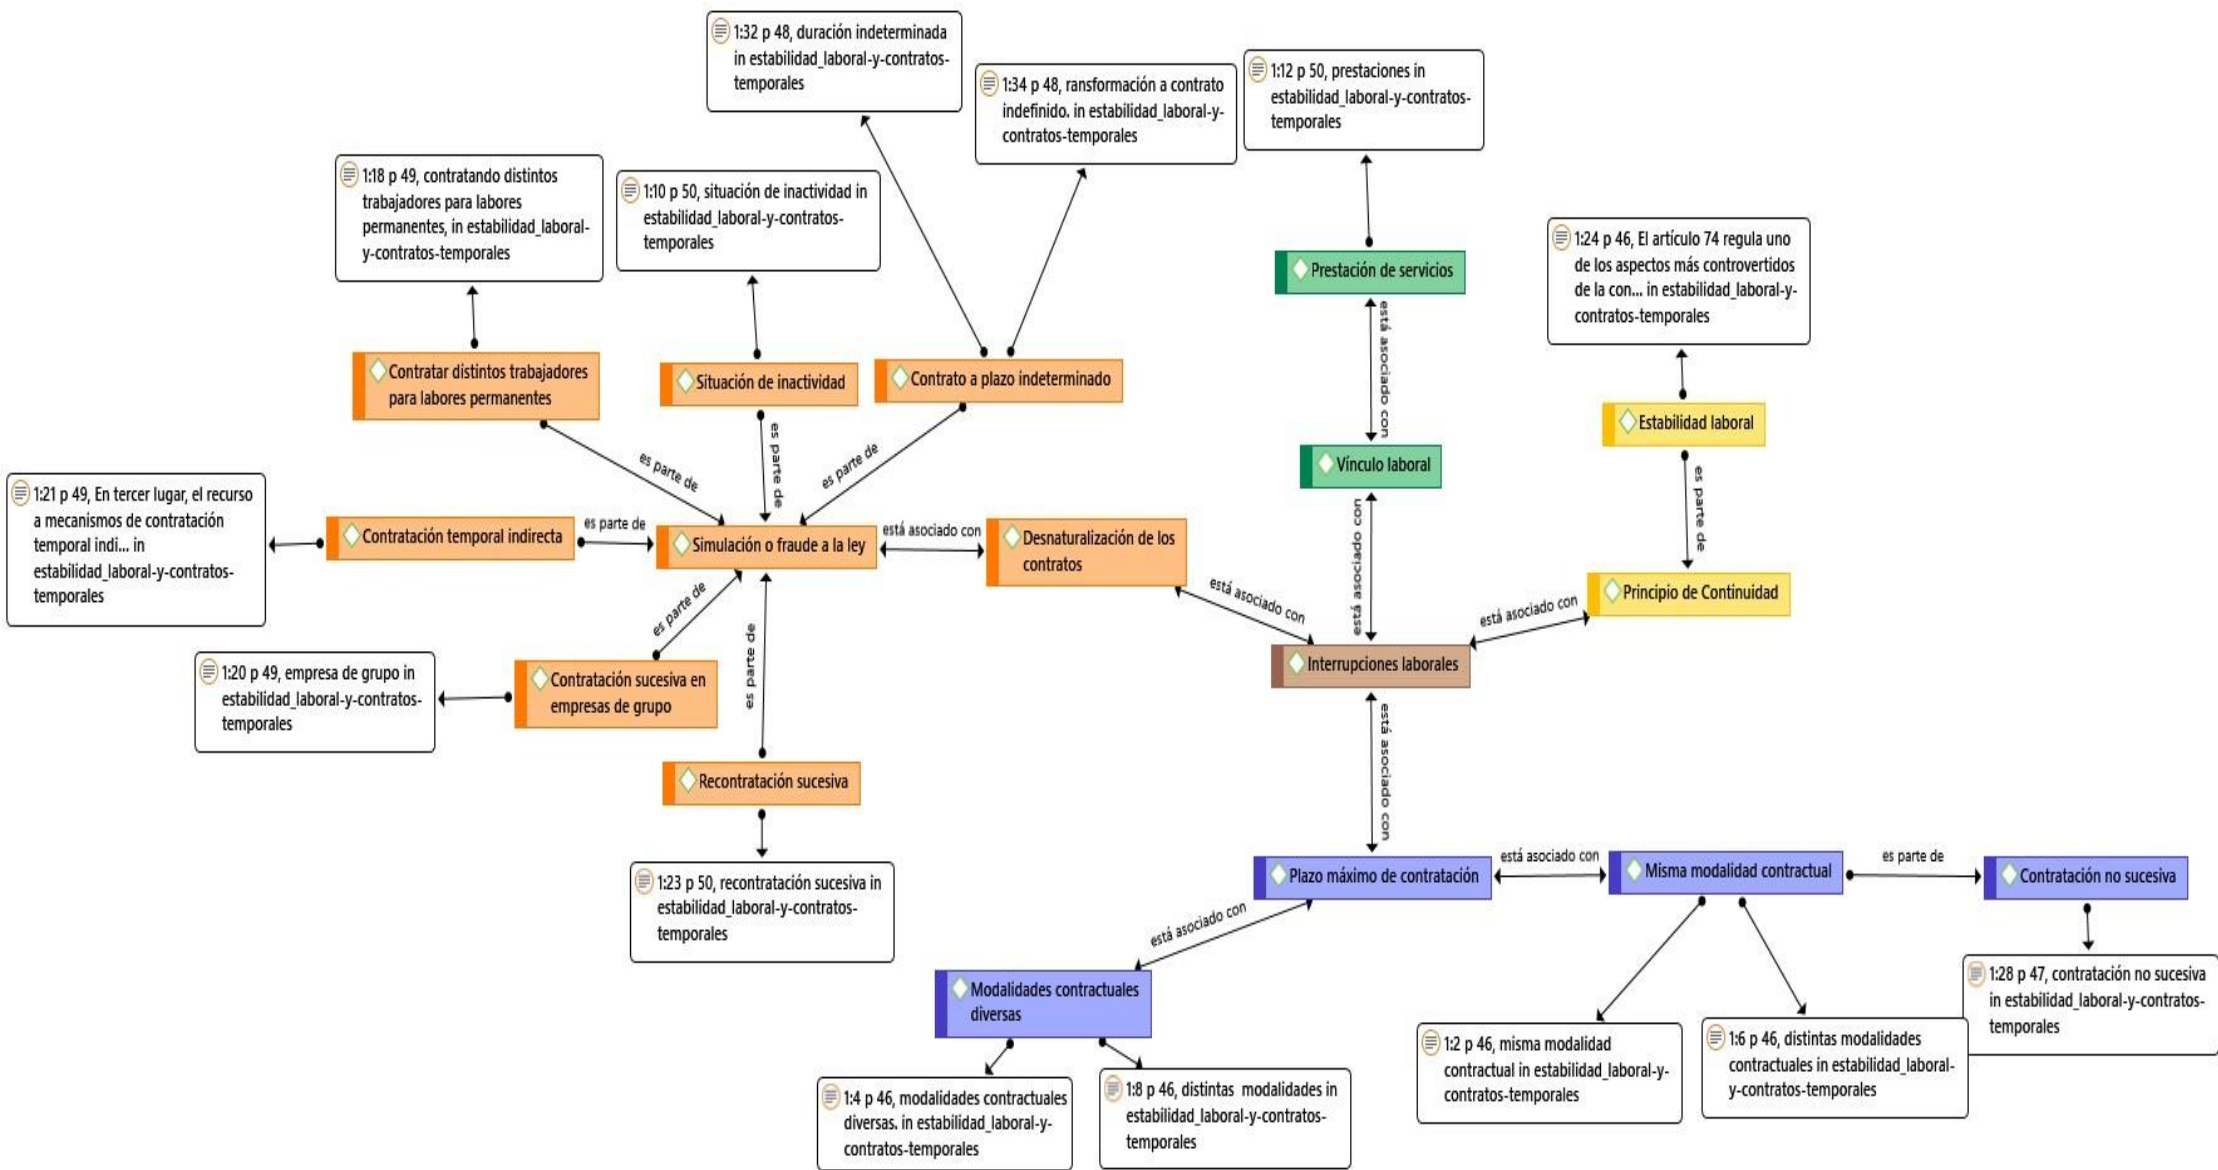 1:32 p 48, duración indeterminada
in estabilidad_laboral-y-contratos-
temporales
1:34 p 48, ransformación a contrato
indefinido. in estabilidad_laboral-y-
contratos-temporales
1:12 p 50, prestaciones in
estabilidad_laboral-y-contratos-
temporales
1:18 p 49, contratando distintos
trabajadores para labores
permanentes, in estabilidad_laboral-
y-contratos-temporales
1:10 p 50, situación de inactividad in
estabilidad_laboral-y-contratos-
temporales
1:24 p 46, El artículo 74 regula uno
de los aspectos más controvertidos
de la con... in estabilidad_laboral-y-
contratos-temporales
Prestación de servicios
está asociado con
Contratar distintos trabajadores
para labores permanentes
Situación de inactividad
Contrato a plazo indeterminado
Estabilidad laboral
es parte de
es parte de
es parte de
Vínculo laboral
es parte de
1:21 p 49, En tercer lugar, el recurso
a mecanismos de contratación
temporal indi... in
estabilidad_laboral-y-contratos-
temporales
Contratación temporal indirecta
es parte de
Simulación o fraude a la ley
está asociado con
Desnaturalización de los
contratos
está asociado con
está asociado con
Principio de Continuidad
está asociado con
Interrupciones laborales
es parte de
1:20 p 49, empresa de grupo in
estabilidad_laboral-y-contratos-
temporales
Contratación sucesiva en
empresas de grupo
es parte de
está asociado con
Recontratación sucesiva
1:23 p 50, recontratación sucesiva in
estabilidad_laboral-y-contratos-
temporales
Plazo máximo de contratación
está asociado con
Misma modalidad contractual
es parte de
Contratación no sucesiva
está asociado con
Modalidades contractuales
diversas
1:28 p 47, contratación no sucesiva
in estabilidad_laboral-y-contratos-
temporales
1:2 p 46, misma modalidad
contractual in estabilidad_laboral-y-
contratos-temporales
1:6 p 46, distintas modalidades
contractuales in estabilidad_laboral-
y-contratos-temporales
1:4 p 46, modalidades contractuales
diversas. in estabilidad_laboral-y-
contratos-temporales
1:8 p 46, distintas  modalidades in
estabilidad_laboral-y-contratos-
temporales